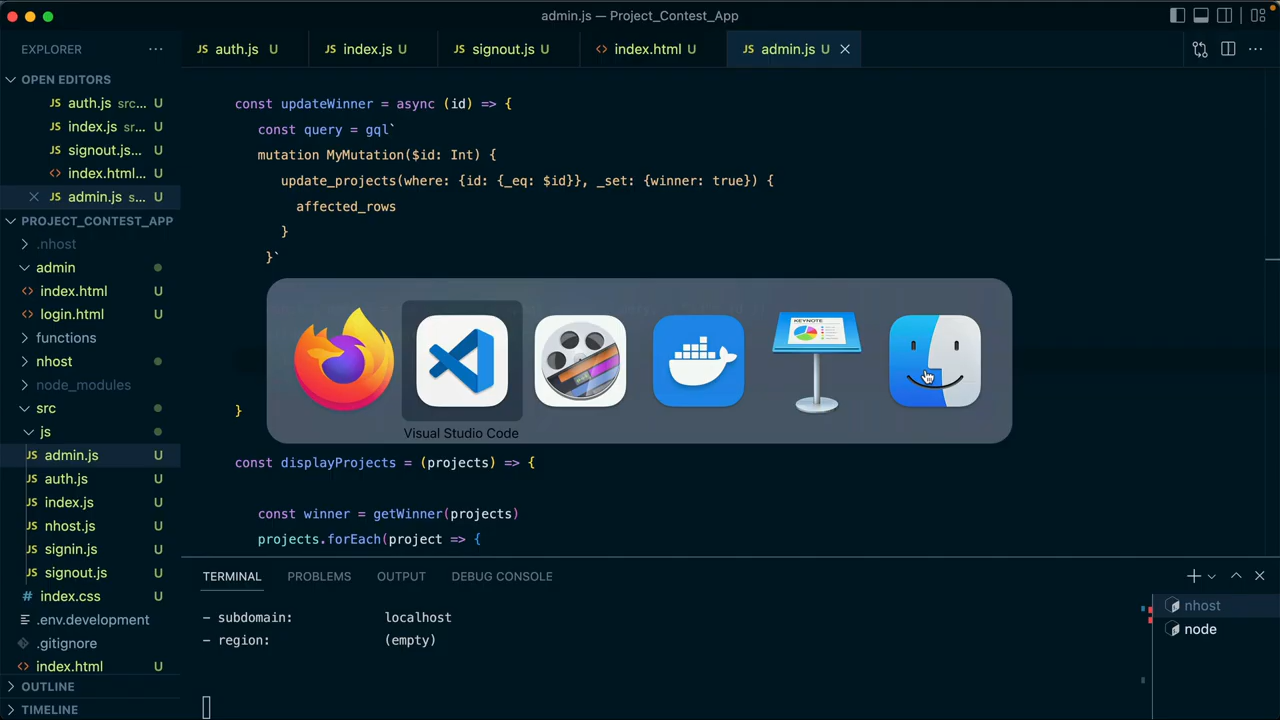 admin.js — Project_Contest_App
EXPLORER
JS auth.js U
JS index.js U
JS signout.js U
<> index.html U
JS admin.js U
OPEN EDITORS
JS auth.js src... U
JS index.js sr... U
JS signout.js... U
<> index.html... U
JS admin.js s... U
PROJECT_CONTEST_APP
.nhost
admin
<> index.html U
<> login.html U
functions
nhost
node_modules
src
js
JS admin.js U
JS auth.js U
JS index.js U
JS nhost.js U
JS signin.js U
JS signout.js U
# index.css U
.env.development U
.gitignore U
<> index.html U
OUTLINE
TIMELINE
const updateWinner = async (id) => {
const query = gql`
mutation MyMutation($id: Int) {
update_projects(where: {id: {_eq: $id}}, _set: {winner: true}) {
affected_rows
}
}`
KEYNOTE
Visual Studio Code
}
const displayProjects = (projects) => {
const winner = getWinner(projects)
projects.forEach(project => {
TERMINAL PROBLEMS OUTPUT DEBUG CONSOLE
- subdomain: localhost
- region: (empty)
nhost
node